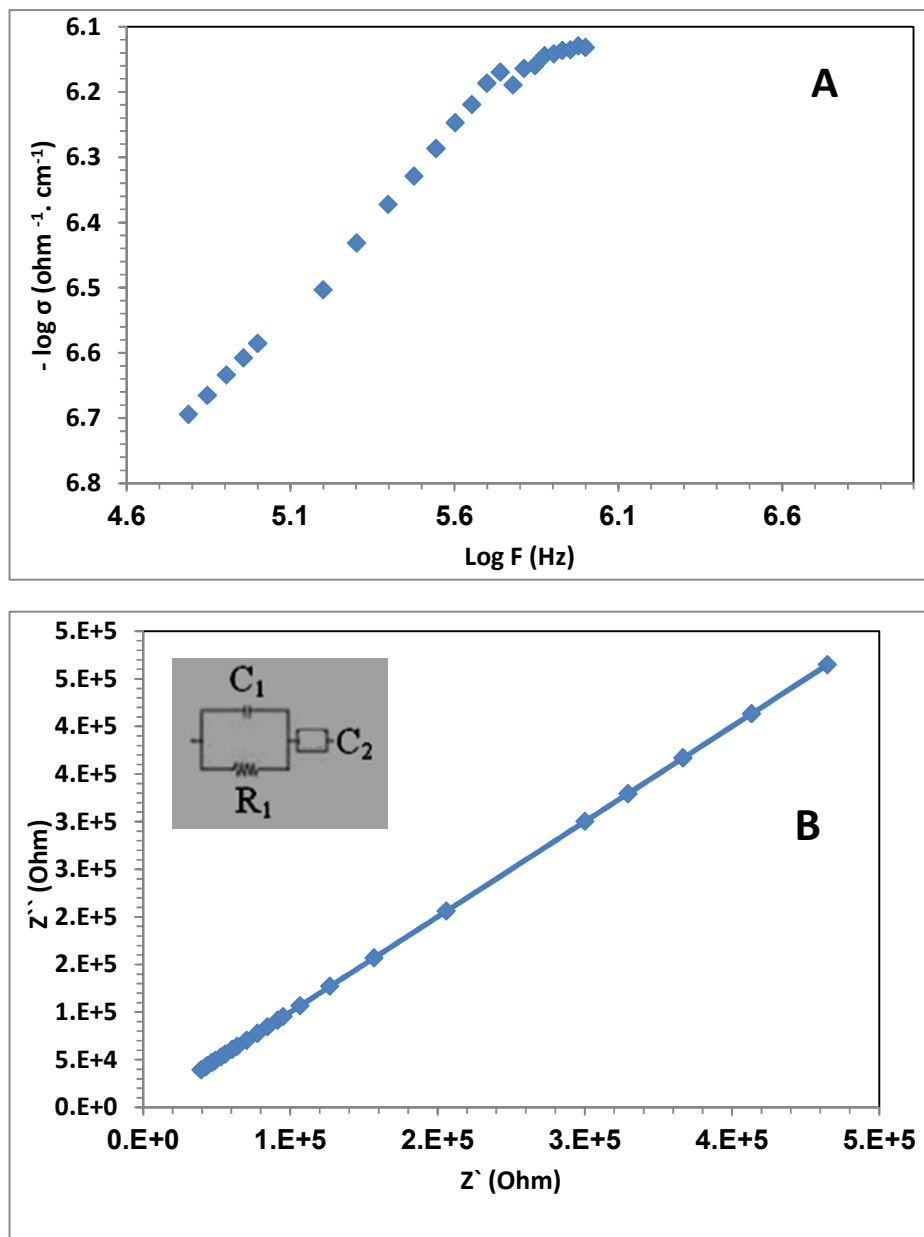 6.1
6.2
6.3
6.4
6.5
6.6
6.7
6.8
- log σ (ohm ⁻¹. cm⁻¹)
A
4.6 5.1 5.6 6.1 6.6
Log F (Hz)
5.E+5
5.E+5
4.E+5
4.E+5
3.E+5
3.E+5
2.E+5
2.E+5
1.E+5
5.E+4
0.E+0
Z`` (Ohm)
C₁
C₂
R₁
B
0.E+0 1.E+5 2.E+5 3.E+5 4.E+5 5.E+5
Z` (Ohm)